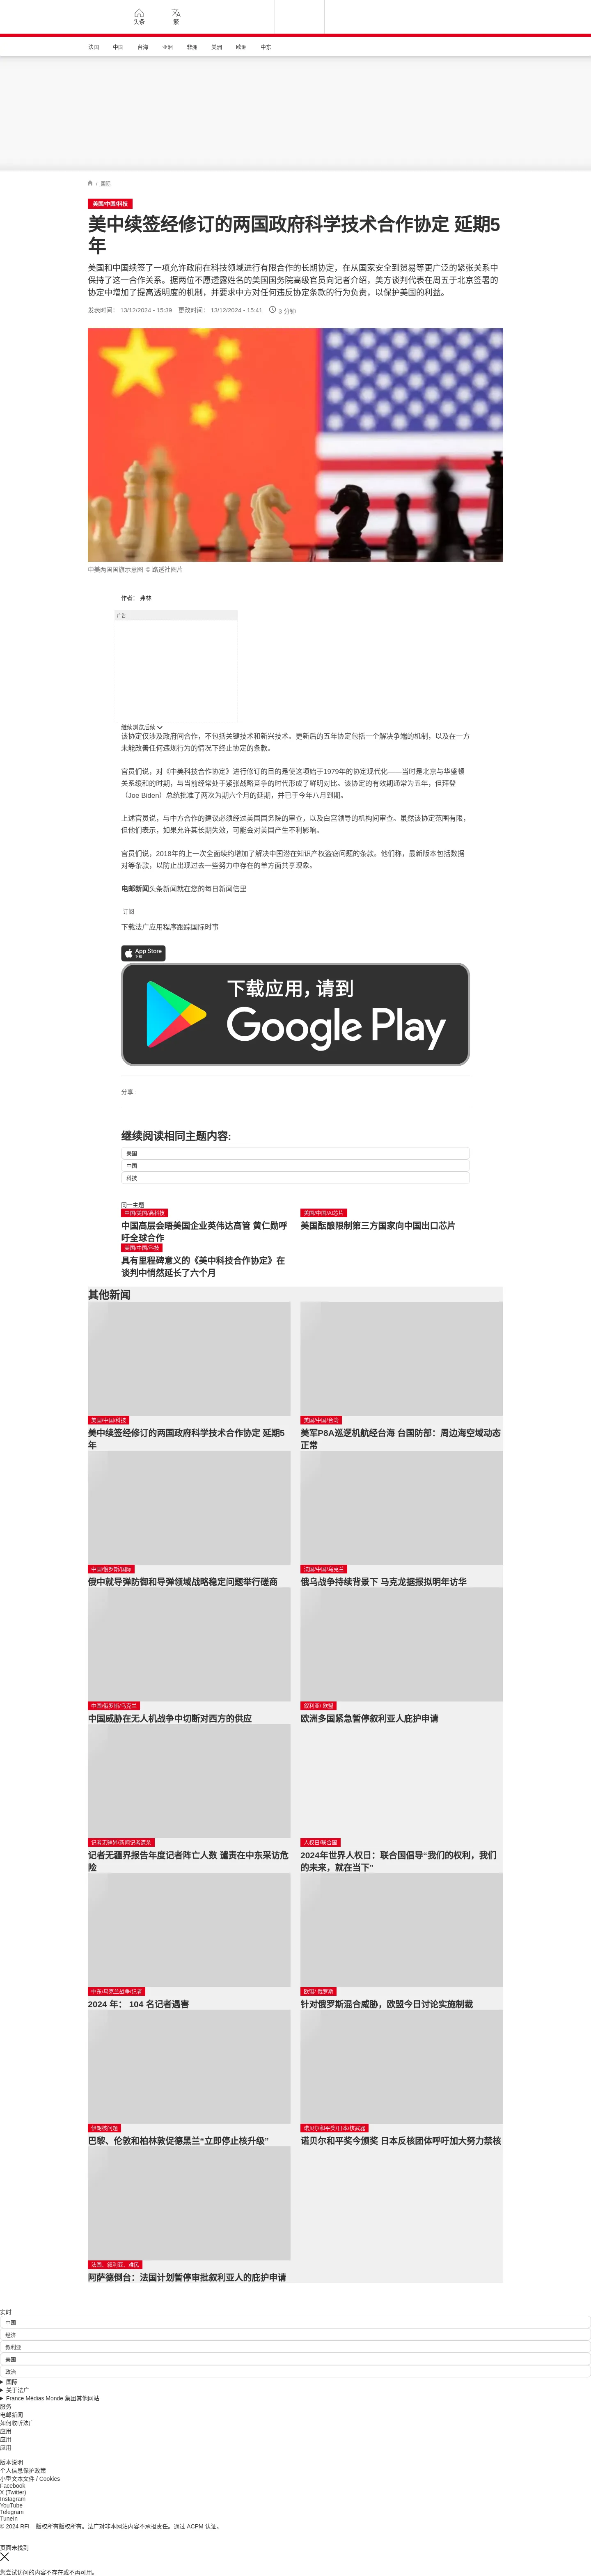 头条
繁
法国 中国 台海 亚洲 非洲 美洲 欧洲 中东
/ 国际
美国/中国/科技
美中续签经修订的两国政府科学技术合作协定 延期5
年
美国和中国续签了一项允许政府在科技领域进行有限合作的长期协定，在从国家安全到贸易等更广泛的紧张关系中
保持了这一合作关系。据两位不愿透露姓名的美国国务院高级官员向记者介绍，美方谈判代表在周五于北京签署的
协定中增加了提高透明度的机制，并要求中方对任何违反协定条款的行为负责，以保护美国的利益。
发表时间： 13/12/2024 - 15:39 更改时间： 13/12/2024 - 15:41 3 分钟
中美两国国旗示意图 © 路透社图片
作者： 弗林
广告
继续浏览后续
该协定仅涉及政府间合作，不包括关键技术和新兴技术。更新后的五年协定包括一个解决争端的机制，以及在一方
未能改善任何违规行为的情况下终止协定的条款。
官员们说，对《中美科技合作协定》进行修订的目的是使这项始于1979年的协定现代化——当时是北京与华盛顿
关系缓和的时期，与当前经常处于紧张战略竞争的时代形成了鲜明对比。该协定的有效期通常为五年，但拜登
（Joe Biden）总统批准了两次为期六个月的延期，并已于今年八月到期。
上述官员说，与中方合作的建议必须经过美国国务院的审查，以及白宫领导的机构间审查。虽然该协定范围有限，
但他们表示，如果允许其长期失效，可会对美国产生不利影响。
官员们说，2018年的上一次全面续约增加了解决中国潜在知识产权盗窃问题的条款。他们称，最新版本包括数据
对等条款，以防止出现过去一些努力中存在的单方面共享现象。
电邮新闻头条新闻就在您的每日新闻信里
订阅
下载法广应用程序跟踪国际时事
App Store
下载
下载应用，请到
Google Play
分享 :
继续阅读相同主题内容:
美国
中国
科技
同一主题
中国/美国/高科技
中国高层会晤美国企业英伟达高管 黄仁勋呼
吁全球合作
美国/中国/AI芯片
美国酝酿限制第三方国家向中国出口芯片
美国/中国/科技
具有里程碑意义的《美中科技合作协定》在
谈判中悄然延长了六个月
其他新闻
美国/中国/科技
美中续签经修订的两国政府科学技术合作协定 延期5
年
美国/中国/台湾
美军P8A巡逻机航经台海 台国防部：周边海空域动态
正常
中国/俄罗斯/国际
俄中就导弹防御和导弹领域战略稳定问题举行磋商
法国/中国/乌克兰
俄乌战争持续背景下 马克龙据报拟明年访华
中国/俄罗斯/乌克兰
中国威胁在无人机战争中切断对西方的供应
叙利亚/ 欧盟
欧洲多国紧急暂停叙利亚人庇护申请
记者无疆界/新闻记者遭杀
记者无疆界报告年度记者阵亡人数 谴责在中东采访危
险
人权日/联合国
2024年世界人权日：联合国倡导“我们的权利，我们
的未来，就在当下”
中东/乌克兰战争/记者
2024 年： 104 名记者遇害
欧盟/ 俄罗斯
针对俄罗斯混合威胁，欧盟今日讨论实施制裁
伊朗核问题
巴黎、伦敦和柏林敦促德黑兰“立即停止核升级”
诺贝尔和平奖/日本/核武器
诺贝尔和平奖今颁奖 日本反核团体呼吁加大努力禁核
法国、叙利亚、难民
阿萨德倒台：法国计划暂停审批叙利亚人的庇护申请
实时
中国
经济
叙利亚
美国
政治
国际
关于法广
France Médias Monde 集团其他网站
服务
电邮新闻
如何收听法广
应用
应用
应用
版本说明
个人信息保护政策
小型文本文件 / Cookies
Facebook
X (Twitter)
Instagram
YouTube
Telegram
TuneIn
© 2024 RFI – 版权所有版权所有。法广对非本网站内容不承担责任。通过 ACPM 认证。
页面未找到
您尝试访问的内容不存在或不再可用。